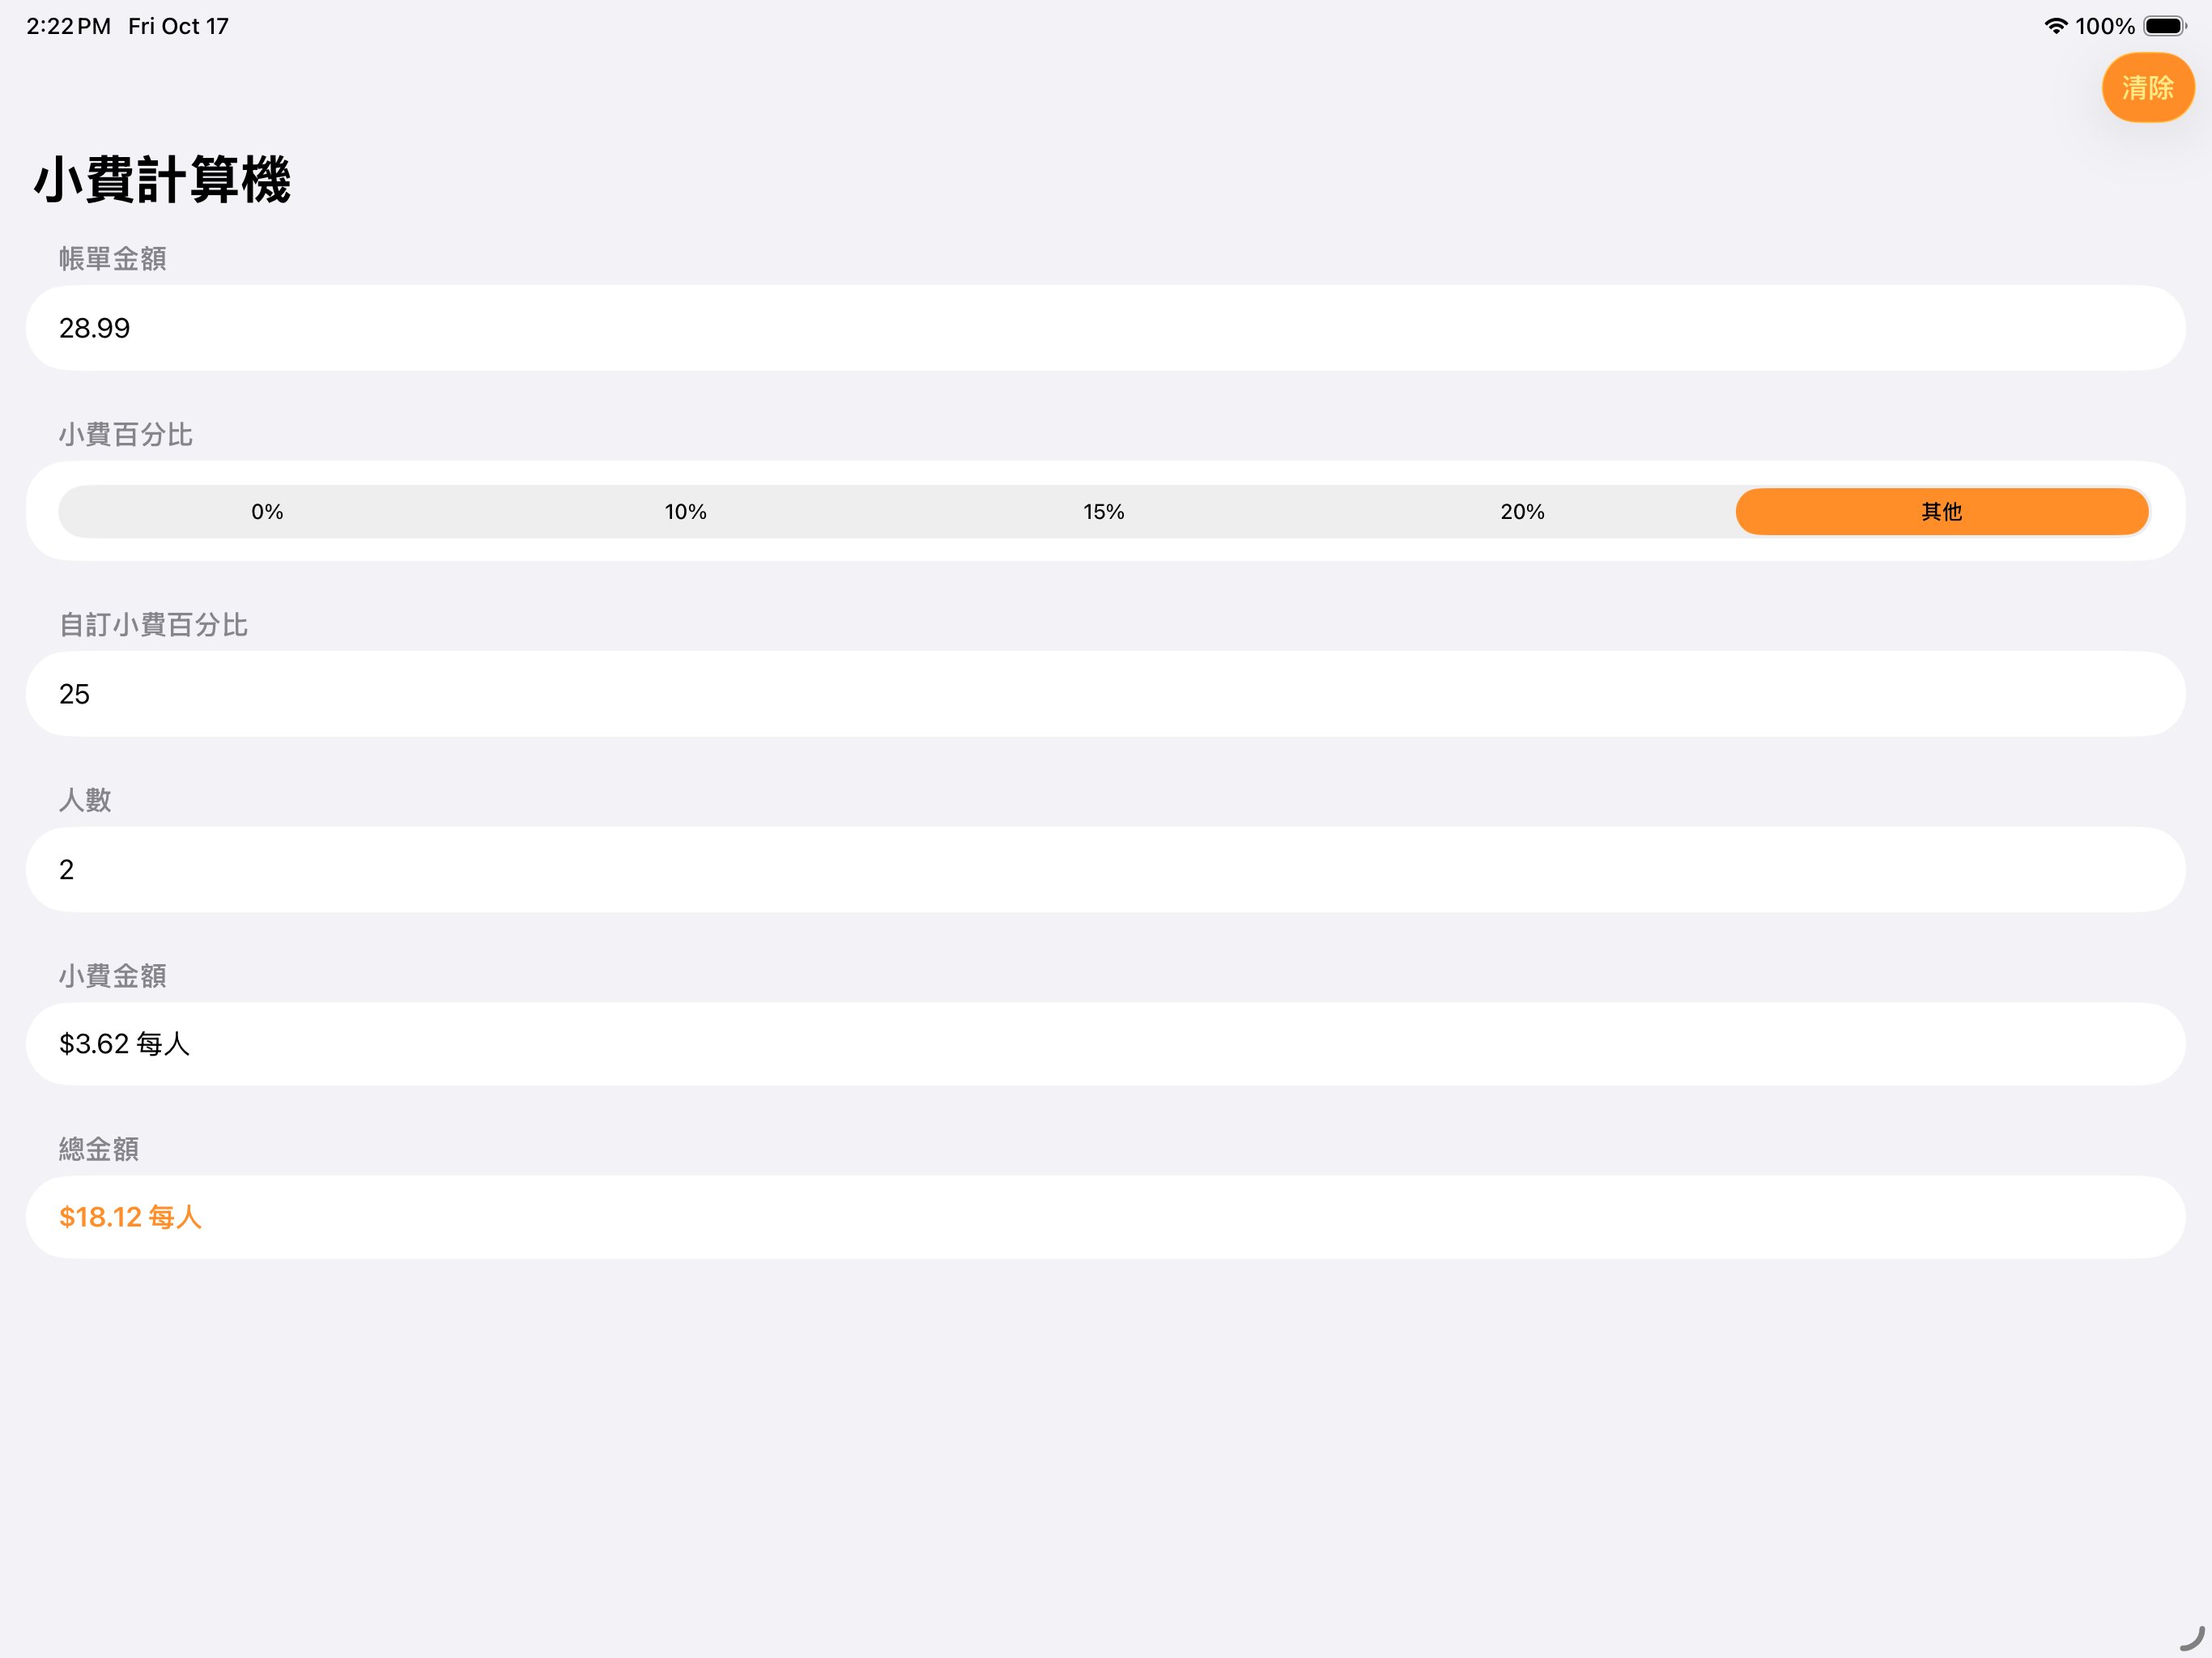 2:22 PM Fri Oct 17
100%
清除
小費計算機
帳單金額
28.99
小費百分比
0% 10% 15% 20% 其他
自訂小費百分比
25
人數
2
小費金額
$3.62 每人
總金額
$18.12 每人